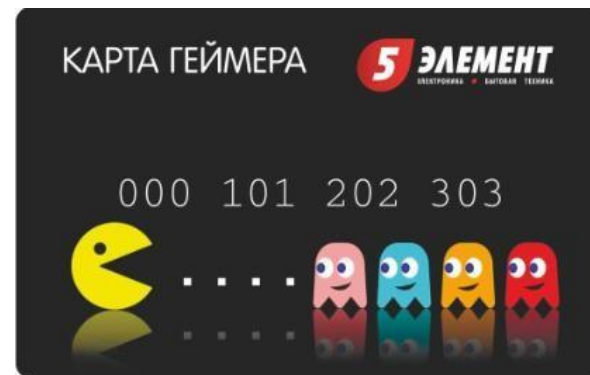 КАРТА ГЕЙМЕРА
5 ЭЛЕМЕНТ
ЭЛЕКТРОНИКА • БЫТОВАЯ ТЕХНИКА
000 101 202 303